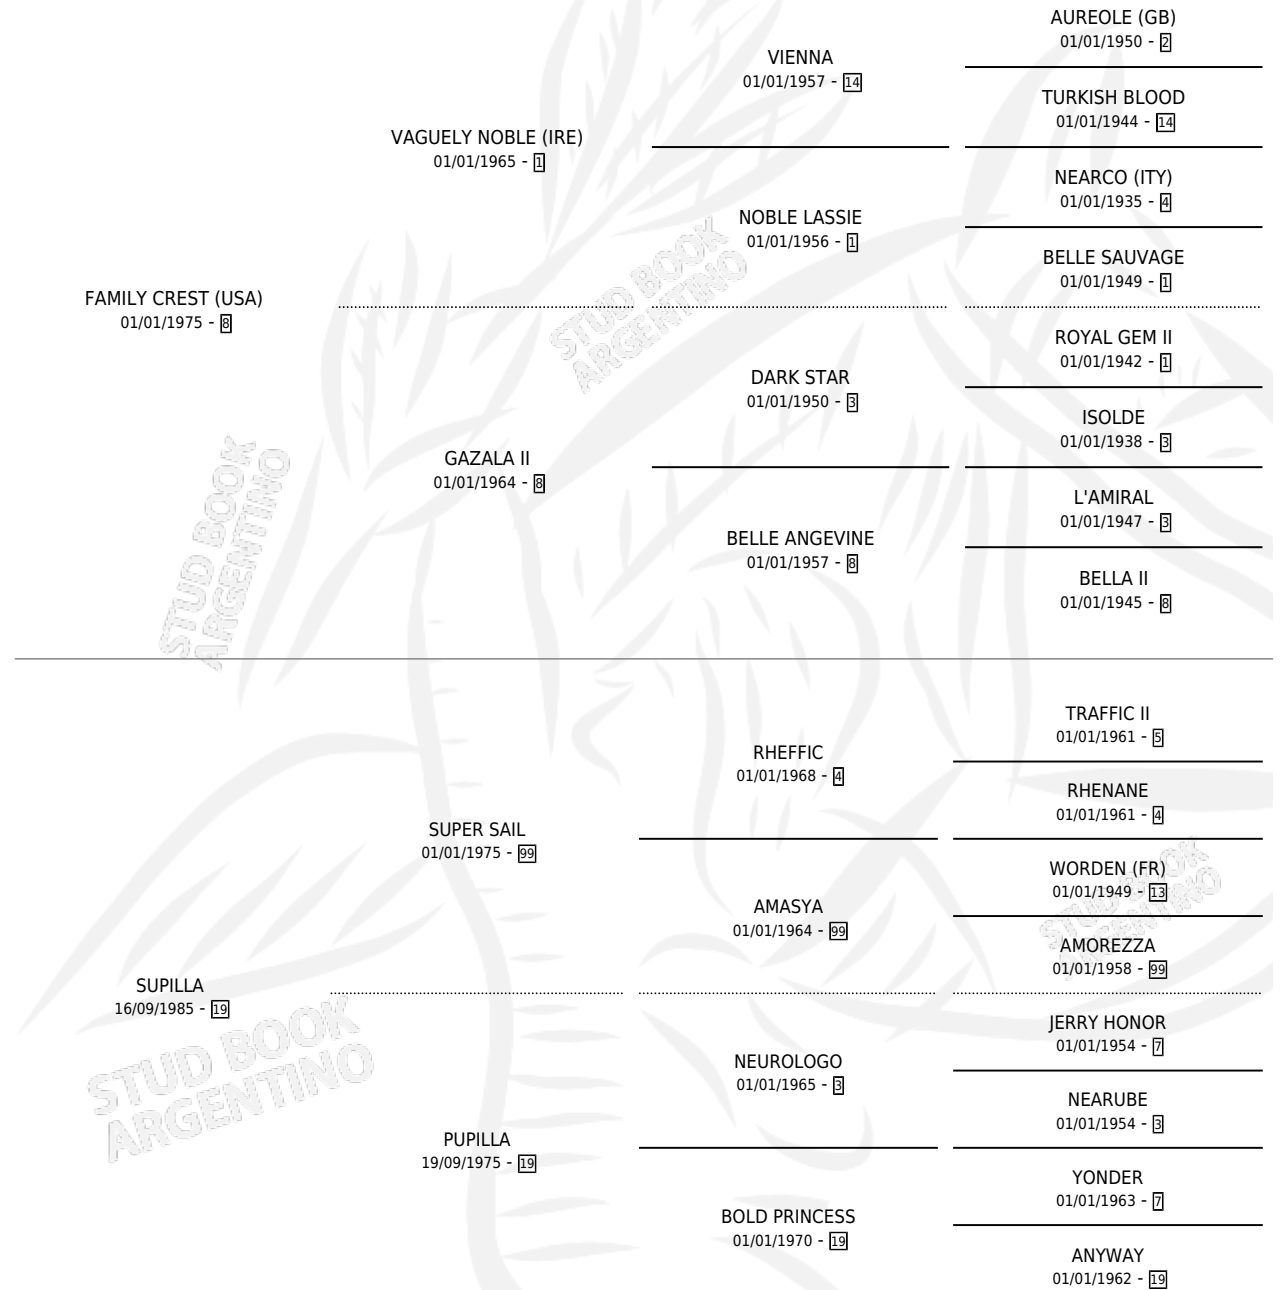 AUREOLE (GB)
01/01/1950 - 2
VIENNA
01/01/1957 - 14
TURKISH BLOOD
01/01/1944 - 14
VAGUELY NOBLE (IRE)
01/01/1965 - 1
NEARCO (ITY)
01/01/1935 - 4
NOBLE LASSIE
01/01/1956 - 1
BELLE SAUVAGE
01/01/1949 - 1
FAMILY CREST (USA)
01/01/1975 - 8
STUD BOOK
ARGENTINO
ROYAL GEM II
01/01/1942 - 1
DARK STAR
01/01/1950 - 3
ISOLDE
01/01/1938 - 3
GAZALA II
01/01/1964 - 8
L'AMIRAL
01/01/1947 - 3
BELLE ANGEVINE
01/01/1957 - 8
BELLA II
01/01/1945 - 8
STUD BOOK
ARGENTINO
TRAFFIC II
01/01/1961 - 5
RHEFFIC
01/01/1968 - 4
RHENANE
01/01/1961 - 4
SUPER SAIL
01/01/1975 - 99
WORDEN (FR)
01/01/1949 - 13
AMASYA
01/01/1964 - 99
AMOREZZA
01/01/1958 - 99
STUD BOOK
ARGENTINO
SUPILLA
16/09/1985 - 19
STUD BOOK
ARGENTINO
JERRY HONOR
01/01/1954 - 7
NEUROLOGO
01/01/1965 - 3
NEARUBE
01/01/1954 - 3
PUPILLA
19/09/1975 - 19
YONDER
01/01/1963 - 7
BOLD PRINCESS
01/01/1970 - 19
ANYWAY
01/01/1962 - 19